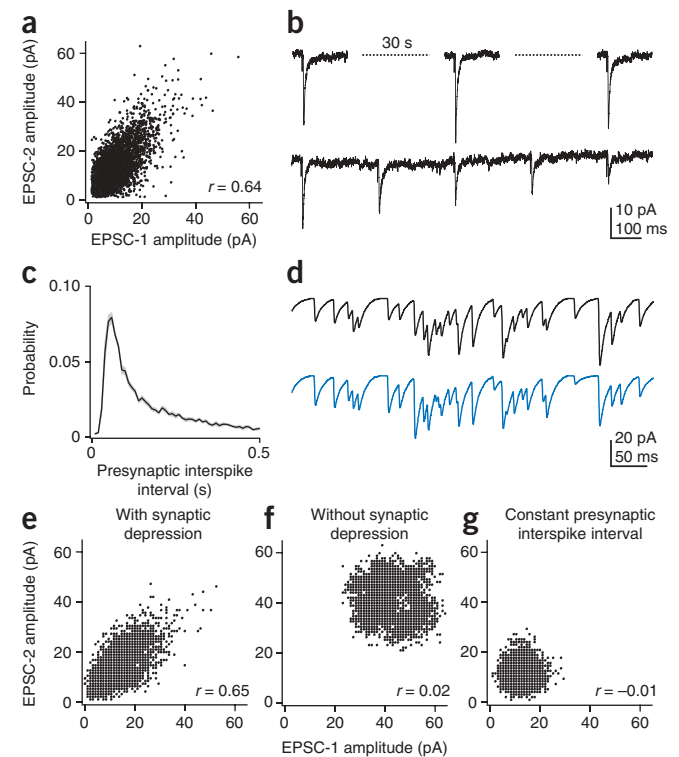 a
EPSC-2 amplitude (pA)
60
40
20
0
r = 0.64
0
20
40
60
EPSC-1 amplitude (pA)
b
30 s
10 pA
100 ms
c
Probability
0.10
0.05
0
0
0.5
Presynaptic interspike
interval (s)
d
20 pA
50 ms
e
With synaptic
depression
EPSC-2 amplitude (pA)
60
40
20
0
r = 0.65
0
20
40
60
f
Without synaptic
depression
60
40
20
0
r = 0.02
0
20
40
60
EPSC-1 amplitude (pA)
g
Constant presynaptic
interspike interval
60
40
20
0
r = –0.01
0
20
40
60